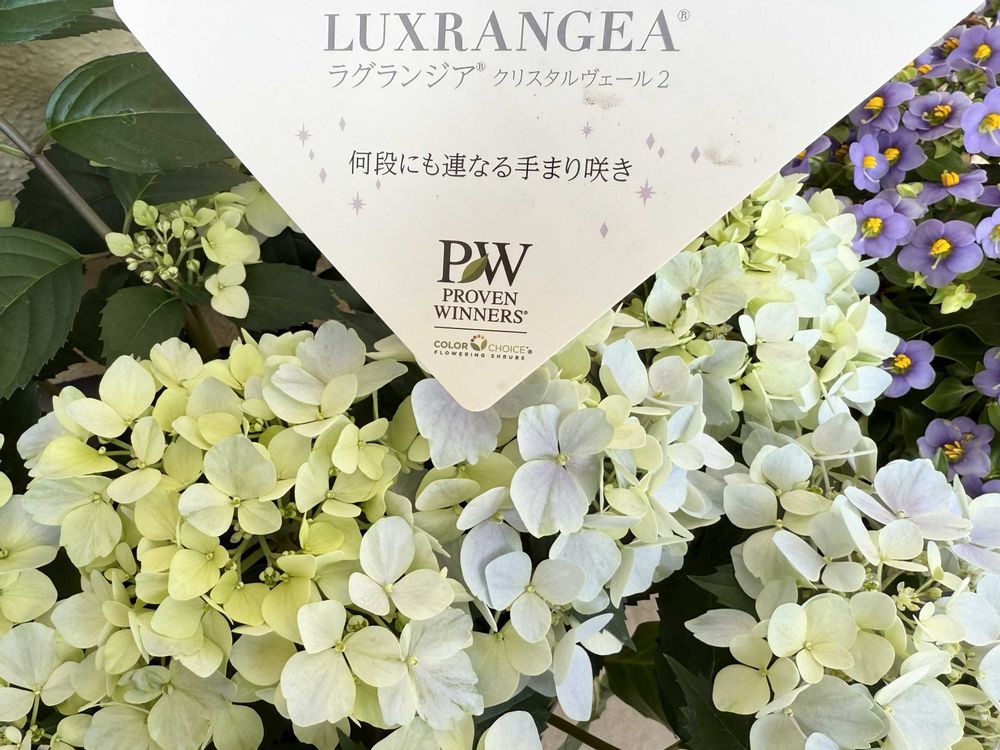 LUXRANGEA®
ラグランジア® クリスタルヴェール2
何段にも連なる手まり咲き
PW
PROVEN
WINNERS®
COLOR CHOICE®
FLOWERING SHRUBS